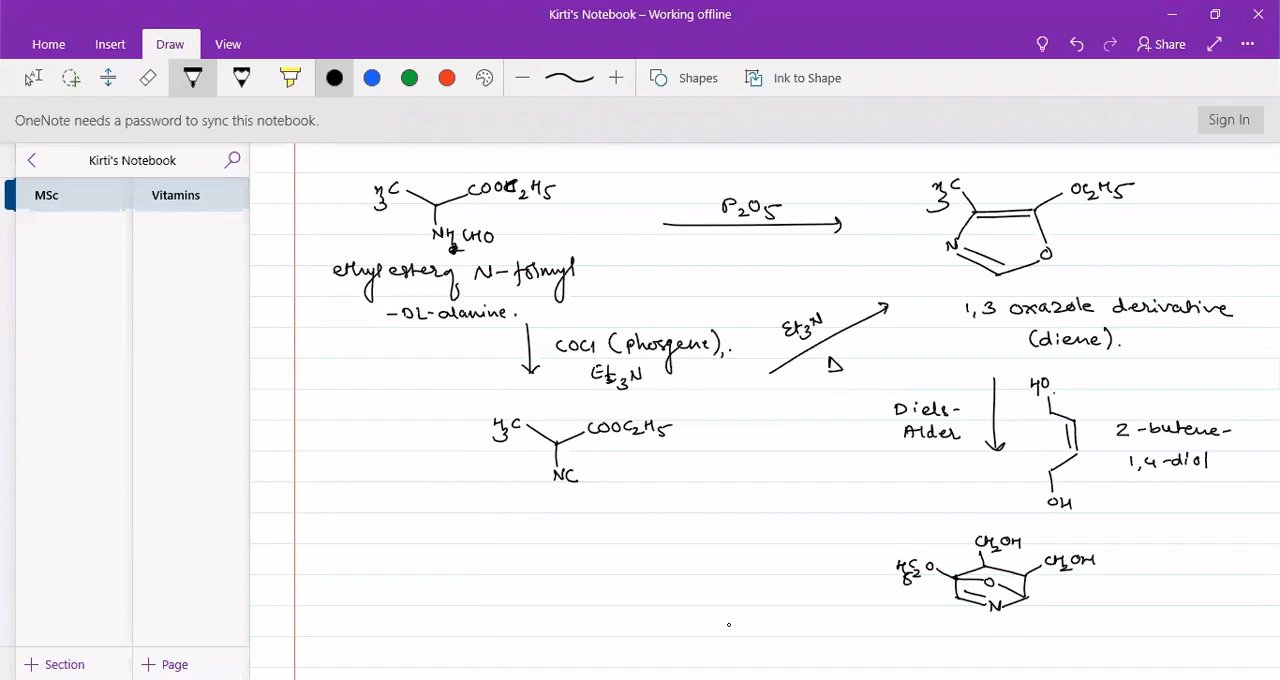 Kirti's Notebook – Working offline
Home Insert Draw View
Share
Shapes
Ink to Shape
OneNote needs a password to sync this notebook.
Sign In
Kirti's Notebook
MSc
Vitamins
H3C
COOC2H5
NHCHO
P2O5
H3C
OC2H5
N
O
ethyl ester of N-formyl
-DL-alanine.
1,3 oxazole derivative
(diene).
COCl (phosgene),
Et3N
Et3N
Δ
H3C
COOC2H5
NC
Diels-
Alder
HO
2-butene-
1,4-diol
OH
CH2OH
CH2OH
O
O
N
Section
Page